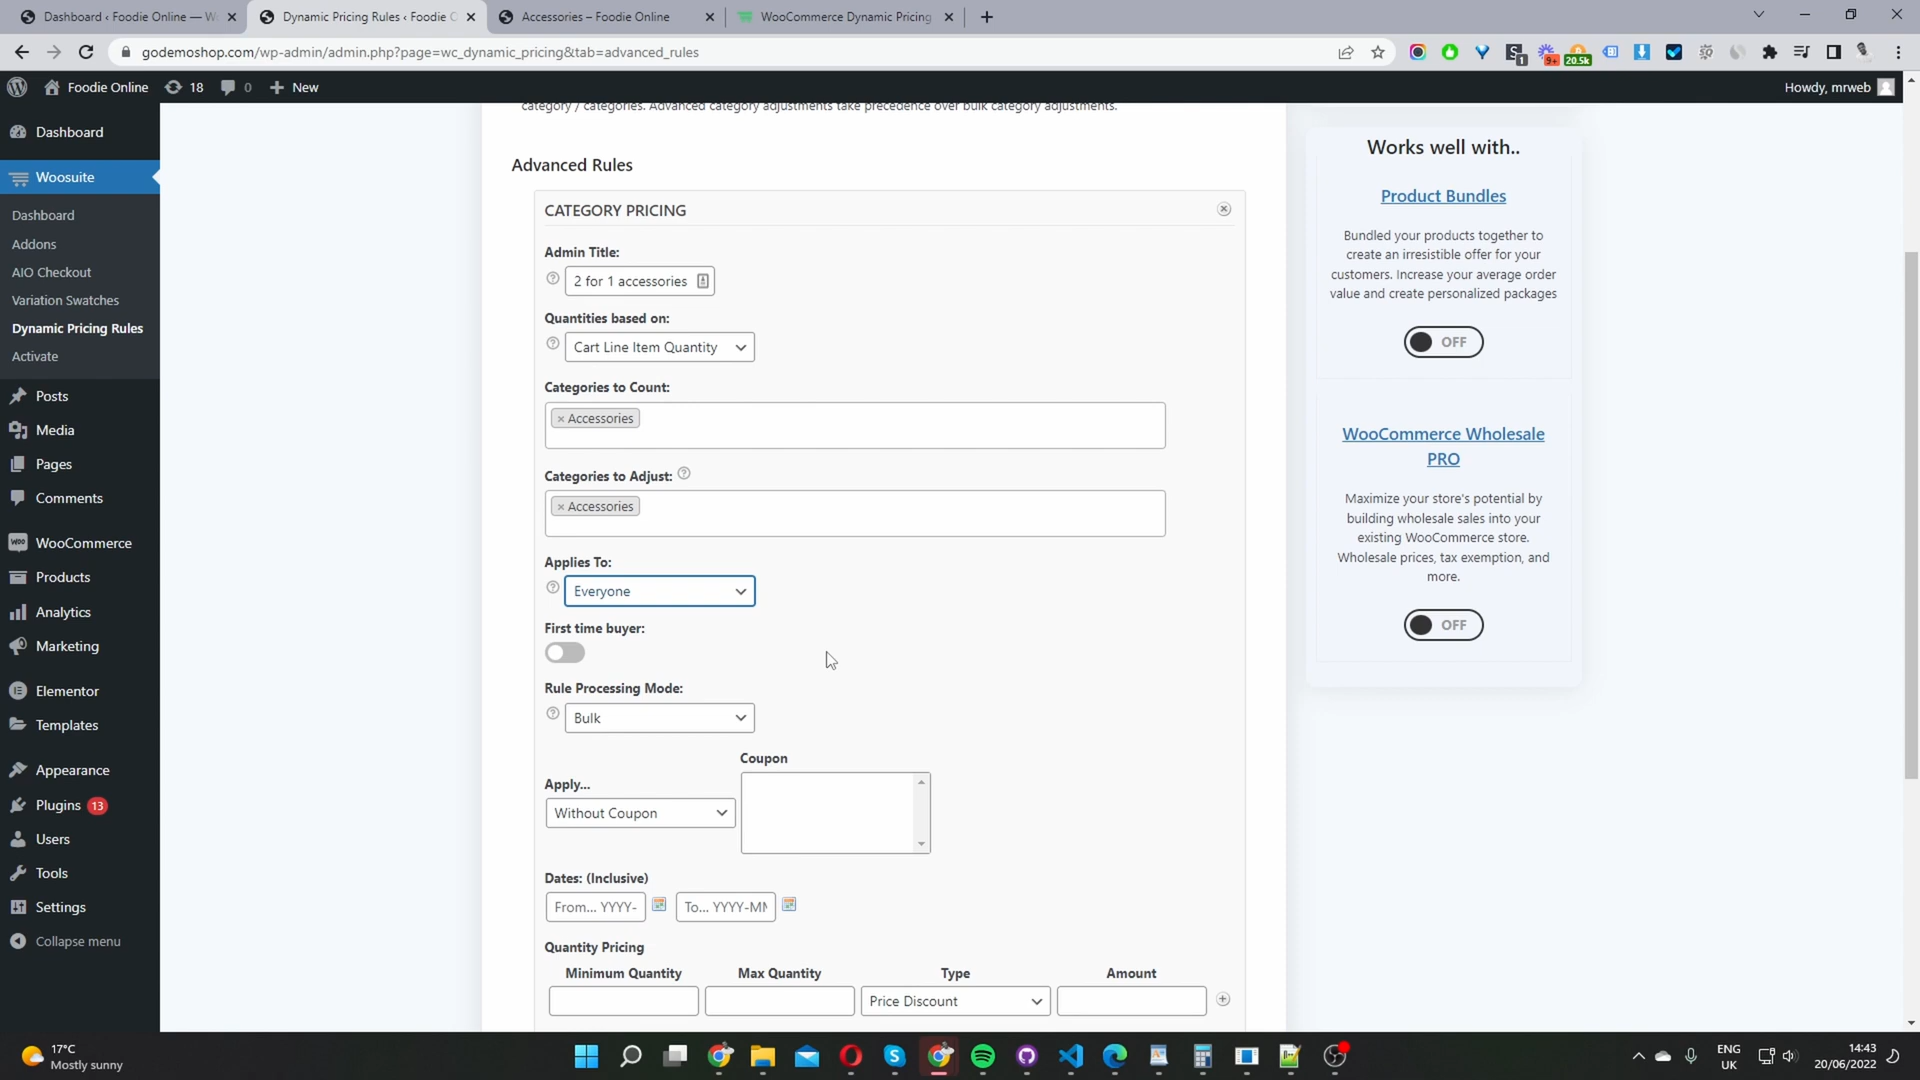 Dashboard ‹ Foodie Online — W
Dynamic Pricing Rules ‹ Foodie
Accessories – Foodie Online
WooCommerce Dynamic Pricing
godemoshop.com/wp-admin/admin.php?page=wc_dynamic_pricing&tab=advanced_rules
1
9+
20.5k
Foodie Online
18
0
New
Howdy, mrweb
Dashboard
Woosuite
Dashboard
Addons
AIO Checkout
Variation Swatches
Dynamic Pricing Rules
Activate
Posts
Media
Pages
Comments
WooCommerce
Products
Analytics
Marketing
Elementor
Templates
Appearance
Plugins 13
Users
Tools
Settings
Collapse menu
category / categories. Advanced category adjustments take precedence over bulk category adjustments.
Advanced Rules
CATEGORY PRICING
Admin Title:
2 for 1 accessories
Quantities based on:
Cart Line Item Quantity
Categories to Count:
× Accessories
Categories to Adjust:
× Accessories
Applies To:
Everyone
First time buyer:
Rule Processing Mode:
Bulk
Coupon
Apply...
Without Coupon
Dates: (Inclusive)
From... YYYY-
To... YYYY-MM
Quantity Pricing
Minimum Quantity
Max Quantity
Type
Amount
Price Discount
Works well with..
Product Bundles
Bundled your products together to
create an irresistible offer for your
customers. Increase your average order
value and create personalized packages
OFF
WooCommerce Wholesale
PRO
Maximize your store's potential by
building wholesale sales into your
existing WooCommerce store.
Wholesale prices, tax exemption, and
more.
OFF
17°C
Mostly sunny
ENG
UK
14:43
20/06/2022